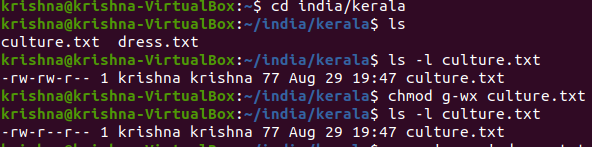 krishna@krishna-VirtualBox:~$ cd india/kerala
krishna@krishna-VirtualBox:~/india/kerala$ ls
culture.txt  dress.txt
krishna@krishna-VirtualBox:~/india/kerala$ ls -l culture.txt
-rw-rw-r-- 1 krishna krishna 77 Aug 29 19:47 culture.txt
krishna@krishna-VirtualBox:~/india/kerala$ chmod g-wx culture.txt
krishna@krishna-VirtualBox:~/india/kerala$ ls -l culture.txt
-rw-r--r-- 1 krishna krishna 77 Aug 29 19:47 culture.txt